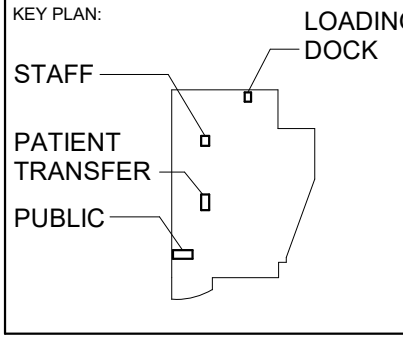 KEY PLAN:
LOADING
DOCK
STAFF
PATIENT
TRANSFER
PUBLIC